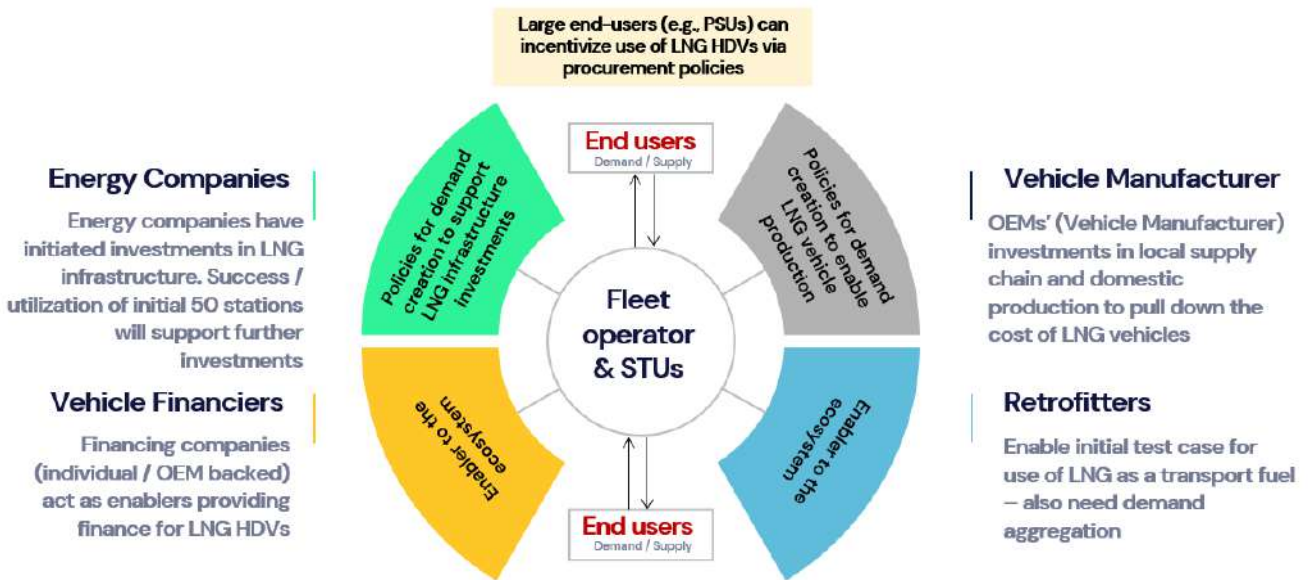 Large end-users (e.g., PSUs) can
incentivize use of LNG HDVs via
procurement policies
End users
Demand / Supply
Policies for demand
creation to support
LNG infrastructure
investments
Policies for demand
creation to enable
LNG vehicle
production
Energy Companies
Energy companies have
initiated investments in LNG
infrastructure. Success /
utilization of initial 50 stations
will support further
investments
Vehicle Manufacturer
OEMs' (Vehicle Manufacturer)
investments in local supply
chain and domestic
production to pull down the
cost of LNG vehicles
Fleet
operator
& STUs
Vehicle Financiers
Financing companies
(individual / OEM backed)
act as enablers providing
finance for LNG HDVs
Enabler to the
ecosystem
Enabler to the
ecosystem
Retrofitters
Enable initial test case for
use of LNG as a transport fuel
– also need demand
aggregation
End users
Demand / Supply